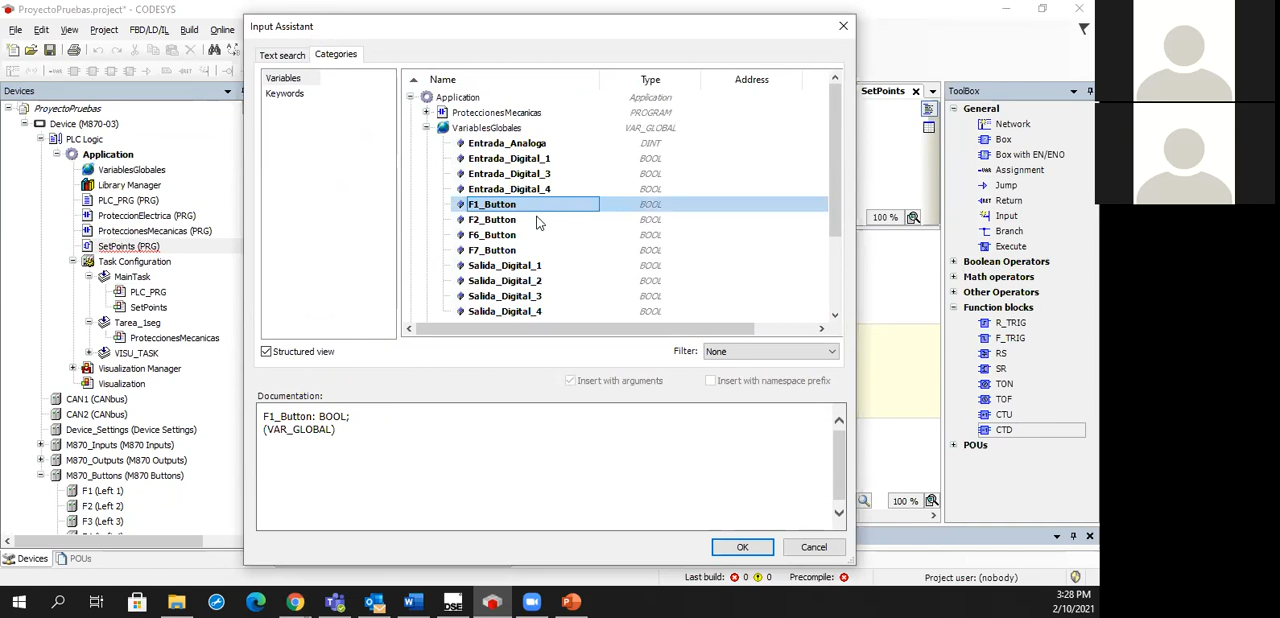 ProyectoPruebas.project* - CODESYS
File Edit View Project FBD/LD/IL Build Online
Devices
ProyectoPruebas
Device (M870-03)
PLC Logic
Application
VariablesGlobales
Library Manager
PLC_PRG (PRG)
ProteccionElectrica (PRG)
ProteccionesMecanicas (PRG)
SetPoints (PRG)
Task Configuration
MainTask
PLC_PRG
SetPoints
Tarea_1seg
ProteccionesMecanicas
VISU_TASK
Visualization Manager
Visualization
CAN1 (CANbus)
CAN2 (CANbus)
Device_Settings (Device Settings)
M870_Inputs (M870 Inputs)
M870_Outputs (M870 Outputs)
M870_Buttons (M870 Buttons)
F1 (Left 1)
F2 (Left 2)
F3 (Left 3)
Devices POUs
Input Assistant
Text search Categories
Variables
Keywords
Name Type Address
Application Application
ProteccionesMecanicas PROGRAM
VariablesGlobales VAR_GLOBAL
Entrada_Analoga DINT
Entrada_Digital_1 BOOL
Entrada_Digital_3 BOOL
Entrada_Digital_4 BOOL
F1_Button BOOL
F2_Button BOOL
F6_Button BOOL
F7_Button BOOL
Salida_Digital_1 BOOL
Salida_Digital_2 BOOL
Salida_Digital_3 BOOL
Salida_Digital_4 BOOL
Structured view
Filter: None
Insert with arguments Insert with namespace prefix
Documentation:
F1_Button: BOOL;
(VAR_GLOBAL)
OK Cancel
SetPoints
100 %
100 %
ToolBox
General
Network
Box
Box with EN/ENO
Assignment
Jump
Return
Input
Branch
Execute
Boolean Operators
Math operators
Other Operators
Function blocks
R_TRIG
F_TRIG
RS
SR
TON
TOF
CTU
CTD
POUs
Last build: 0 0 Precompile: Project user: (nobody)
DSE
3:28 PM
2/10/2021